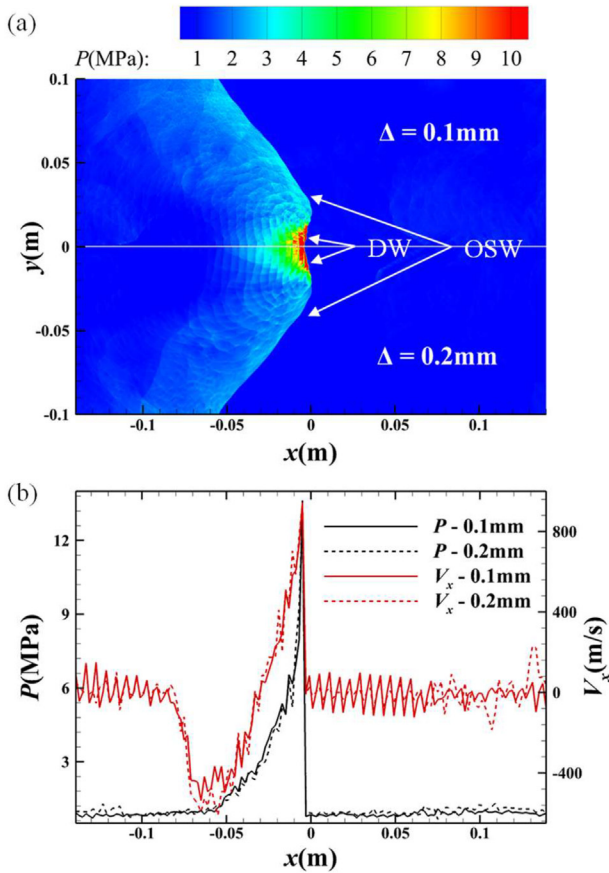 (a)
P(MPa): 1 2 3 4 5 6 7 8 9 10
0.1
Δ = 0.1mm
0.05
y(m)
0
DW OSW
-0.05
Δ = 0.2mm
-0.1
-0.1 -0.05 0 0.05 0.1
x(m)
(b)
P - 0.1mm
P - 0.2mm
Vx - 0.1mm
Vx - 0.2mm
12
9
6
3
P(MPa)
800
400
0
-400
Vx(m/s)
-0.1 -0.05 0 0.05 0.1
x(m)